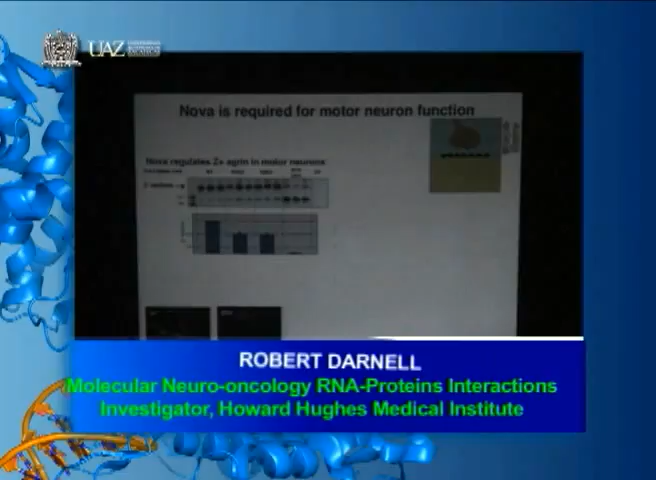 UAZ
Nova is required for motor neuron function
Nova regulates Z+ agrin in motor neurons
ROBERT DARNELL
Molecular Neuro-oncology RNA-Proteins Interactions
Investigator, Howard Hughes Medical Institute